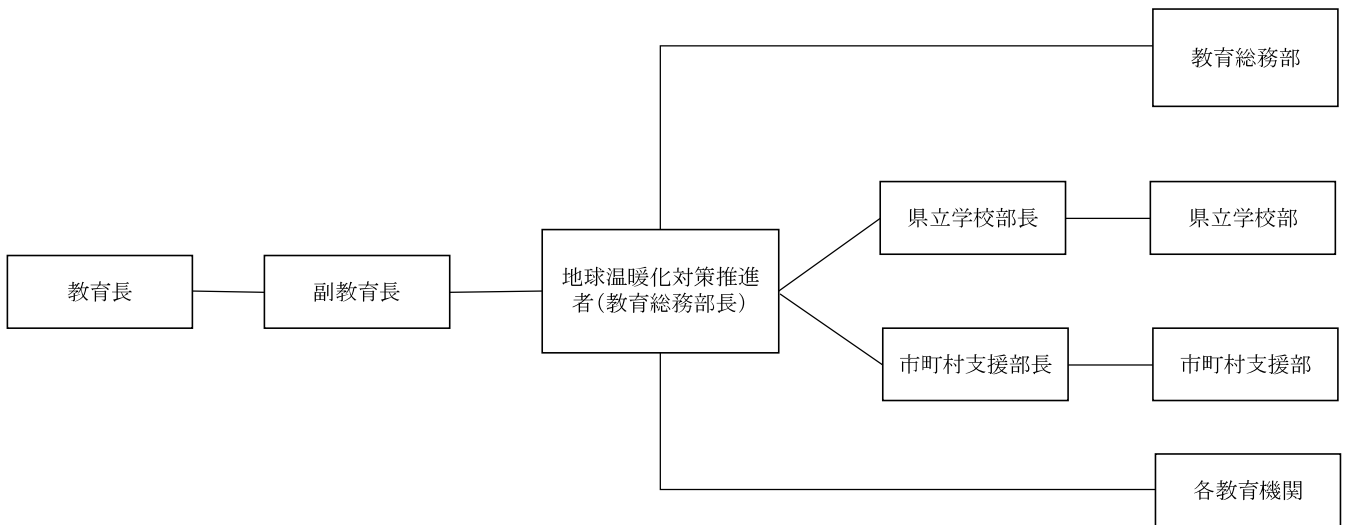 教育総務部
県立学校部長
県立学校部
教育長
副教育長
地球温暖化対策推進
者(教育総務部長)
市町村支援部長
市町村支援部
各教育機関